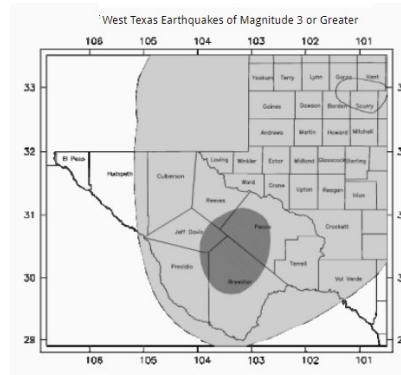 West Texas Earthquakes of Magnitude 3 or Greater
106 105 104 103 102 101
33
Yoakum Terry Lynn Garza Kent
Gaines Dawson Borden Scurry
Andrews Martin Howard Mitchell
32
El Paso Hudspeth Culberson Loving Winkler Ector Midland Glasscock Sterling
Reeves Ward Crane Upton Reagan Irion
31
Jeff Davis Pecos Crockett
Presidio Brewster Terrell Val Verde
30
29
28
106 105 104 103 102 101